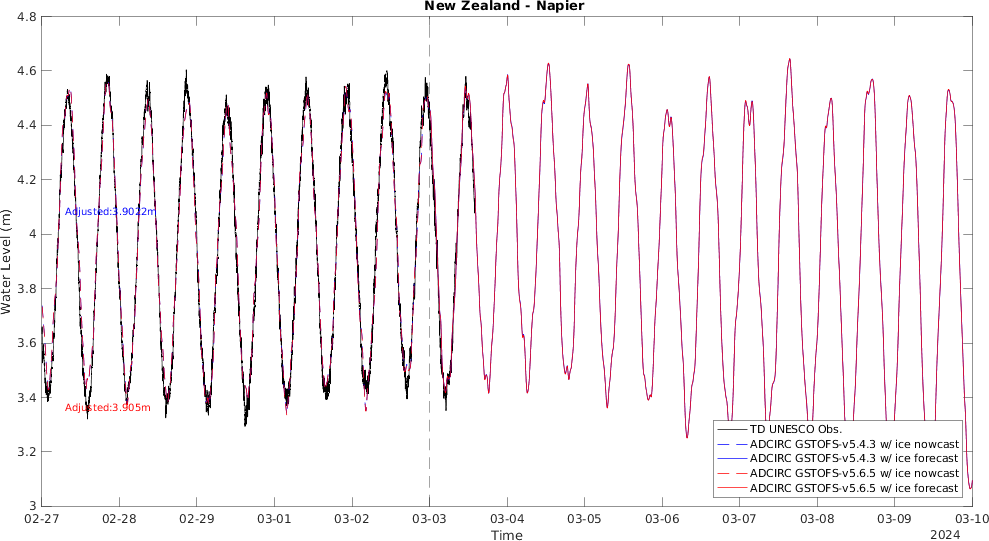 New Zealand - Napier
4.8
4.6
4.4
4.2
4
3.8
3.6
3.4
3.2
3
Water Level (m)
Adjusted:3.9022m
Adjusted:3.905m
TD UNESCO Obs.
ADCIRC GSTOFS-v5.4.3 w/ ice nowcast
ADCIRC GSTOFS-v5.4.3 w/ ice forecast
ADCIRC GSTOFS-v5.6.5 w/ ice nowcast
ADCIRC GSTOFS-v5.6.5 w/ ice forecast
02-27 02-28 02-29 03-01 03-02 03-03 03-04 03-05 03-06 03-07 03-08 03-09 03-10
Time
2024